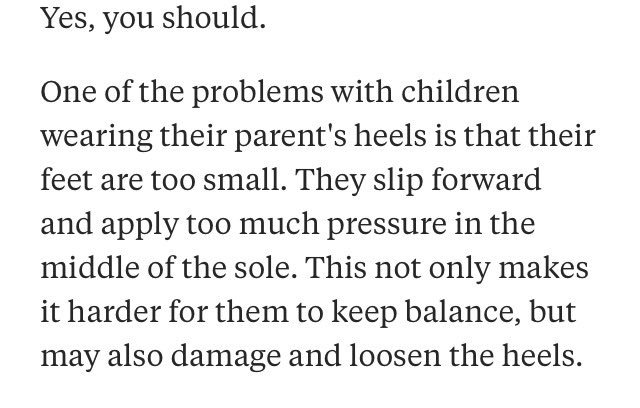 Yes, you should.
One of the problems with children
wearing their parent's heels is that their
feet are too small. They slip forward
and apply too much pressure in the
middle of the sole. This not only makes
it harder for them to keep balance, but
may also damage and loosen the heels.